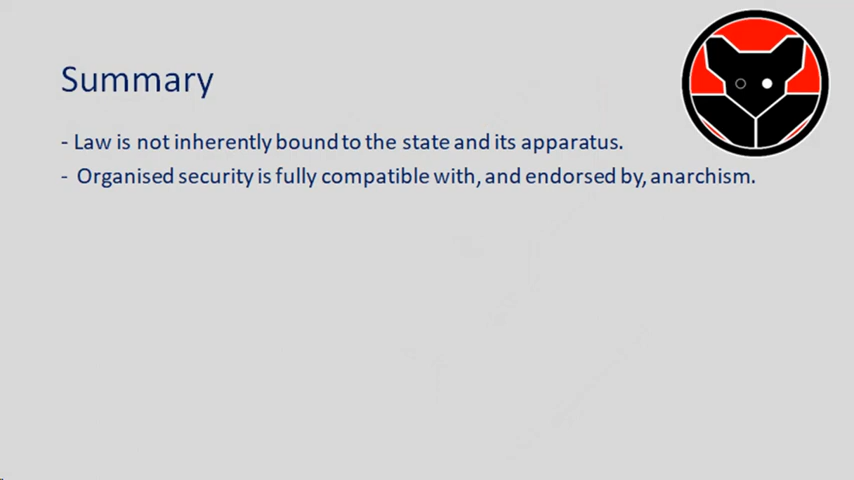 Summary
- Law is not inherently bound to the state and its apparatus.
- Organised security is fully compatible with, and endorsed by, anarchism.